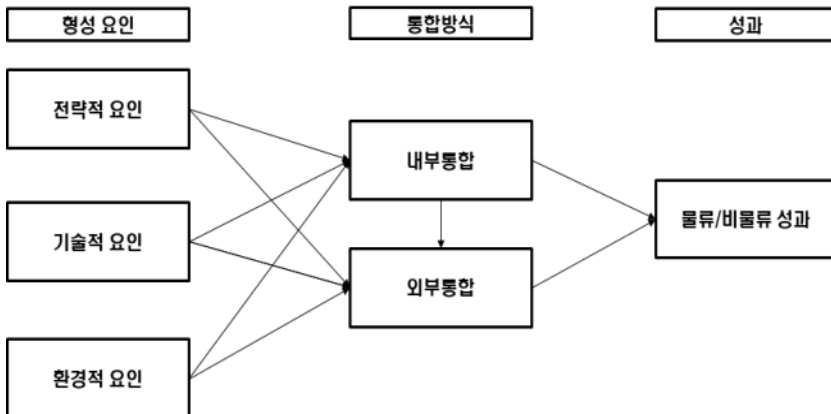 형성 요인
통합방식
성과
전략적 요인
내부통합
물류/비물류 성과
기술적 요인
외부통합
환경적 요인